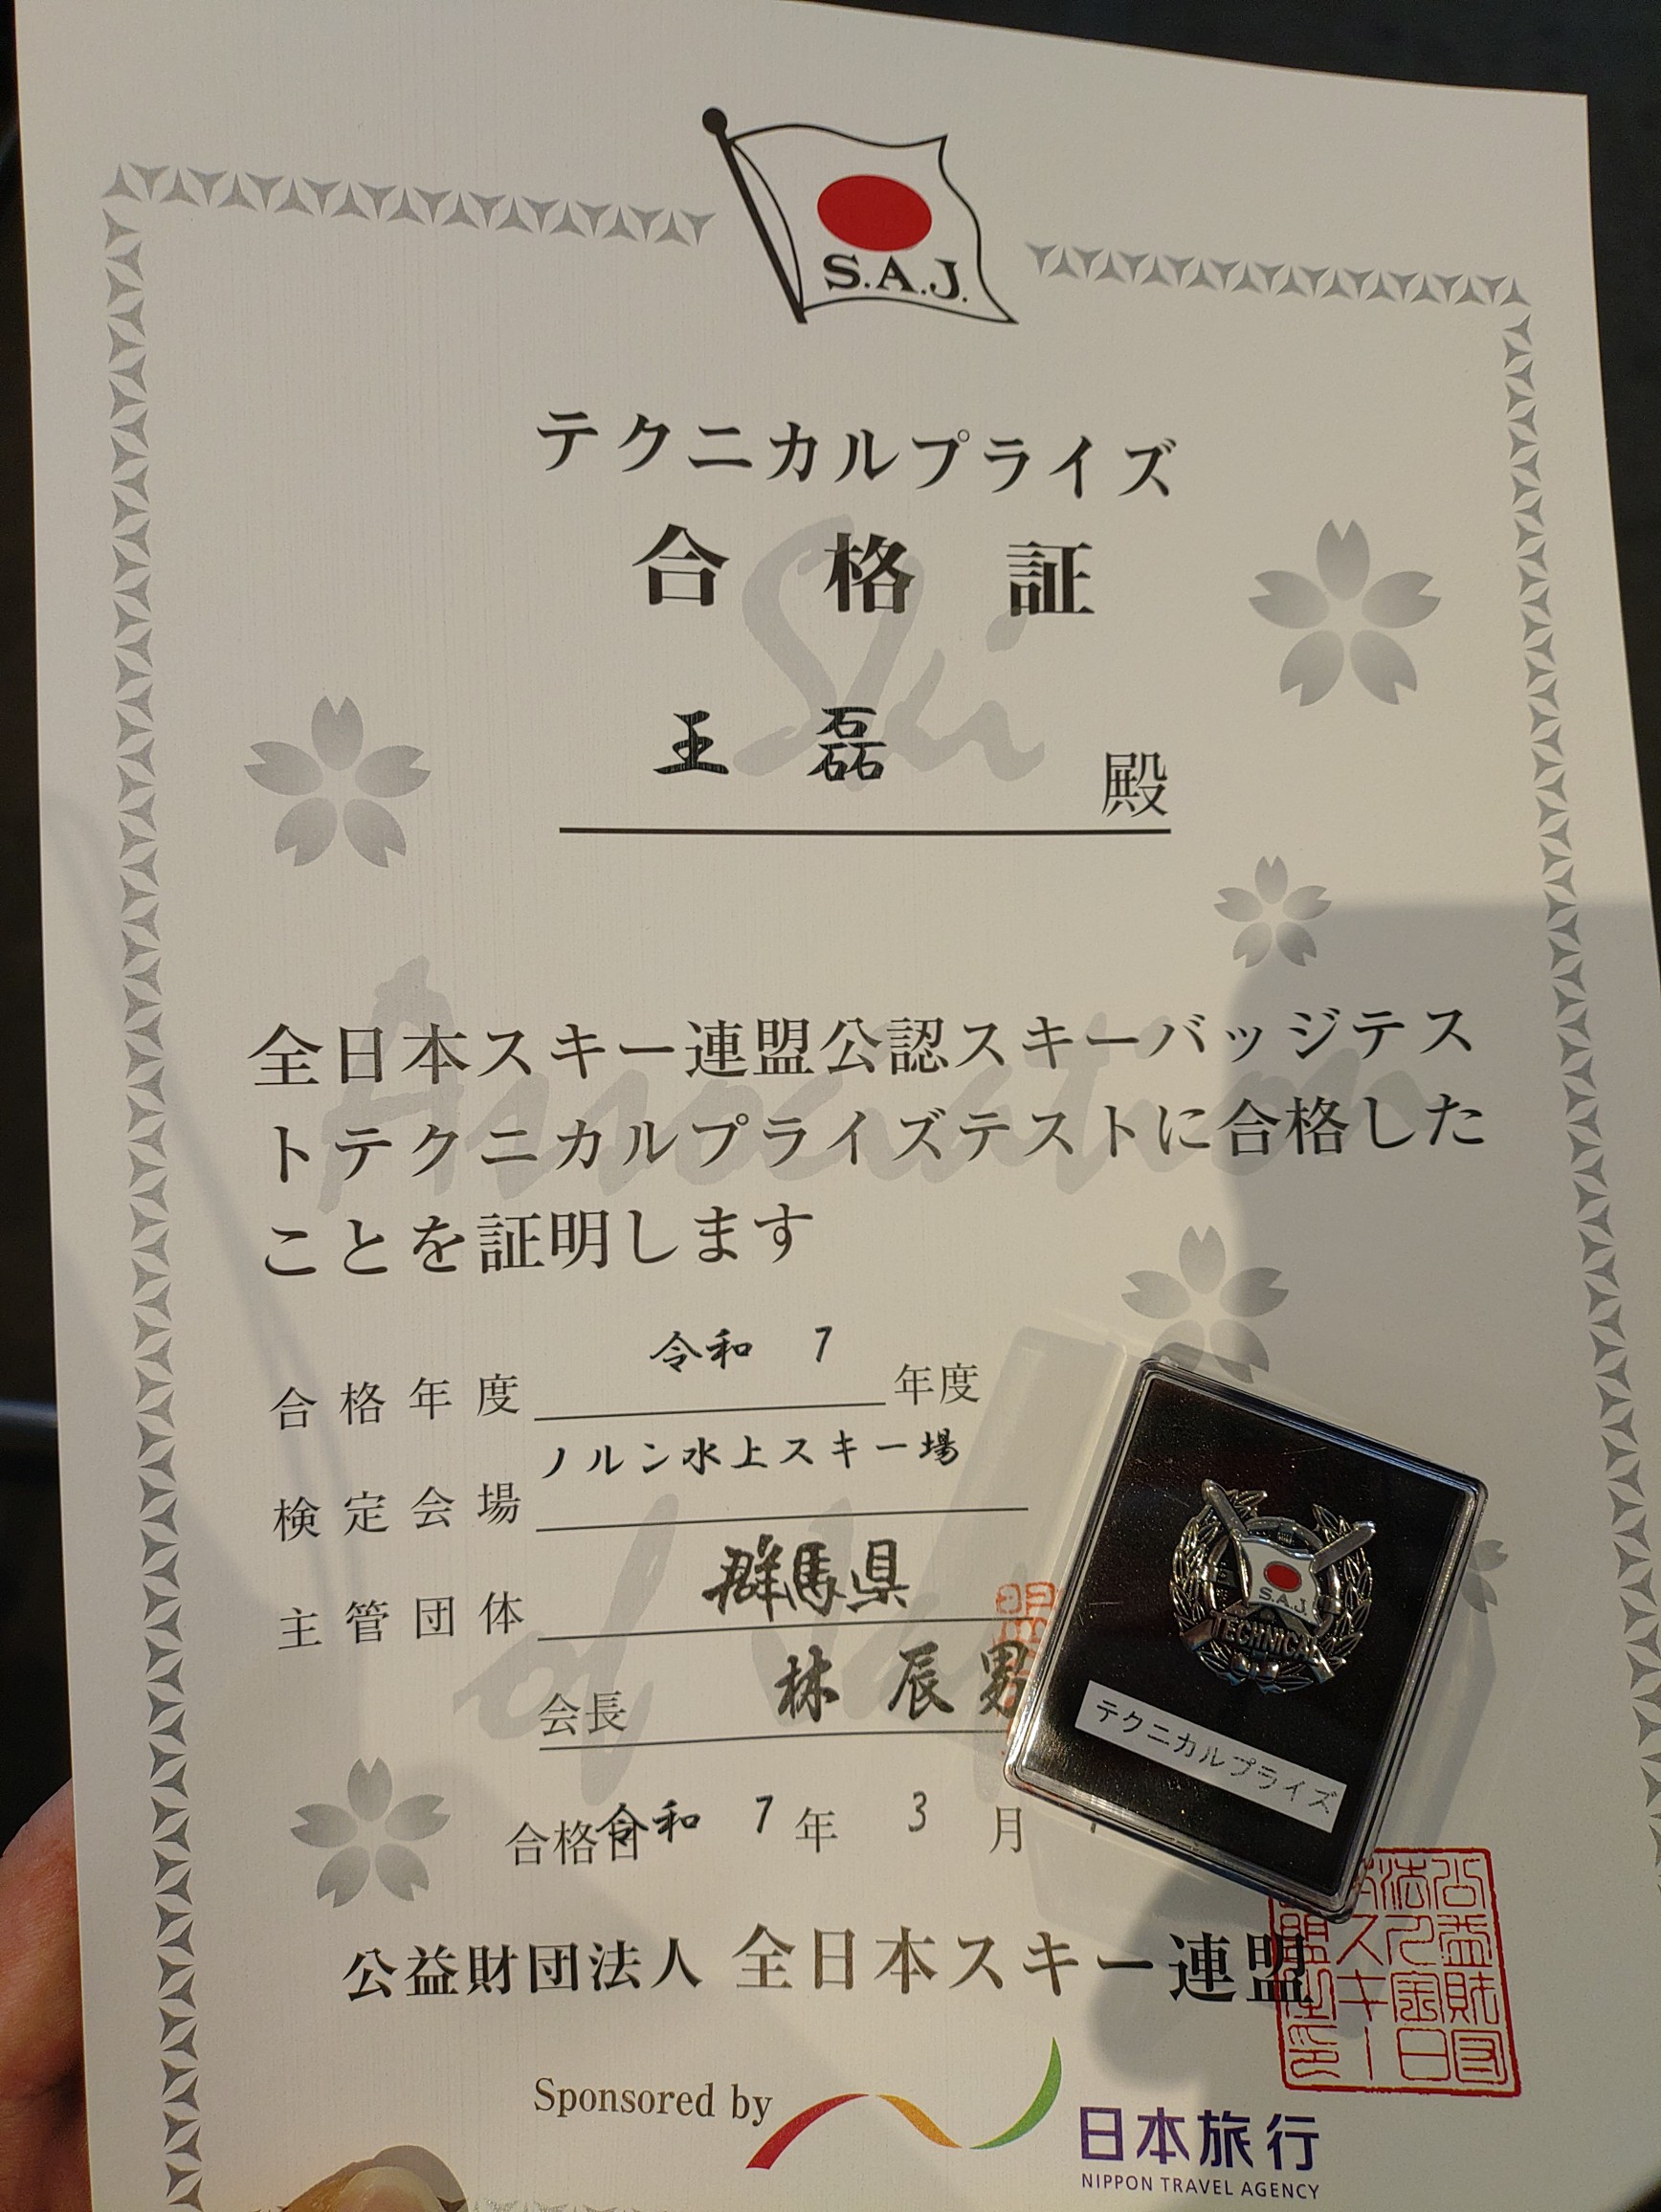 S.A.J.
テクニカルプライズ
合格証
王 磊 殿
全日本スキー連盟公認スキーバッジテス
トテクニカルプライズテストに合格した
ことを証明します
合格年度 令和 7 年度
検定会場 ノルン水上スキー場
主管団体 群馬県
会長 林 辰男
合格日 令和 7 年 3 月
公益財団法人 全日本スキー連盟
S.A.J.
TECHNICAL
テクニカルプライズ
Sponsored by
日本旅行
NIPPON TRAVEL AGENCY